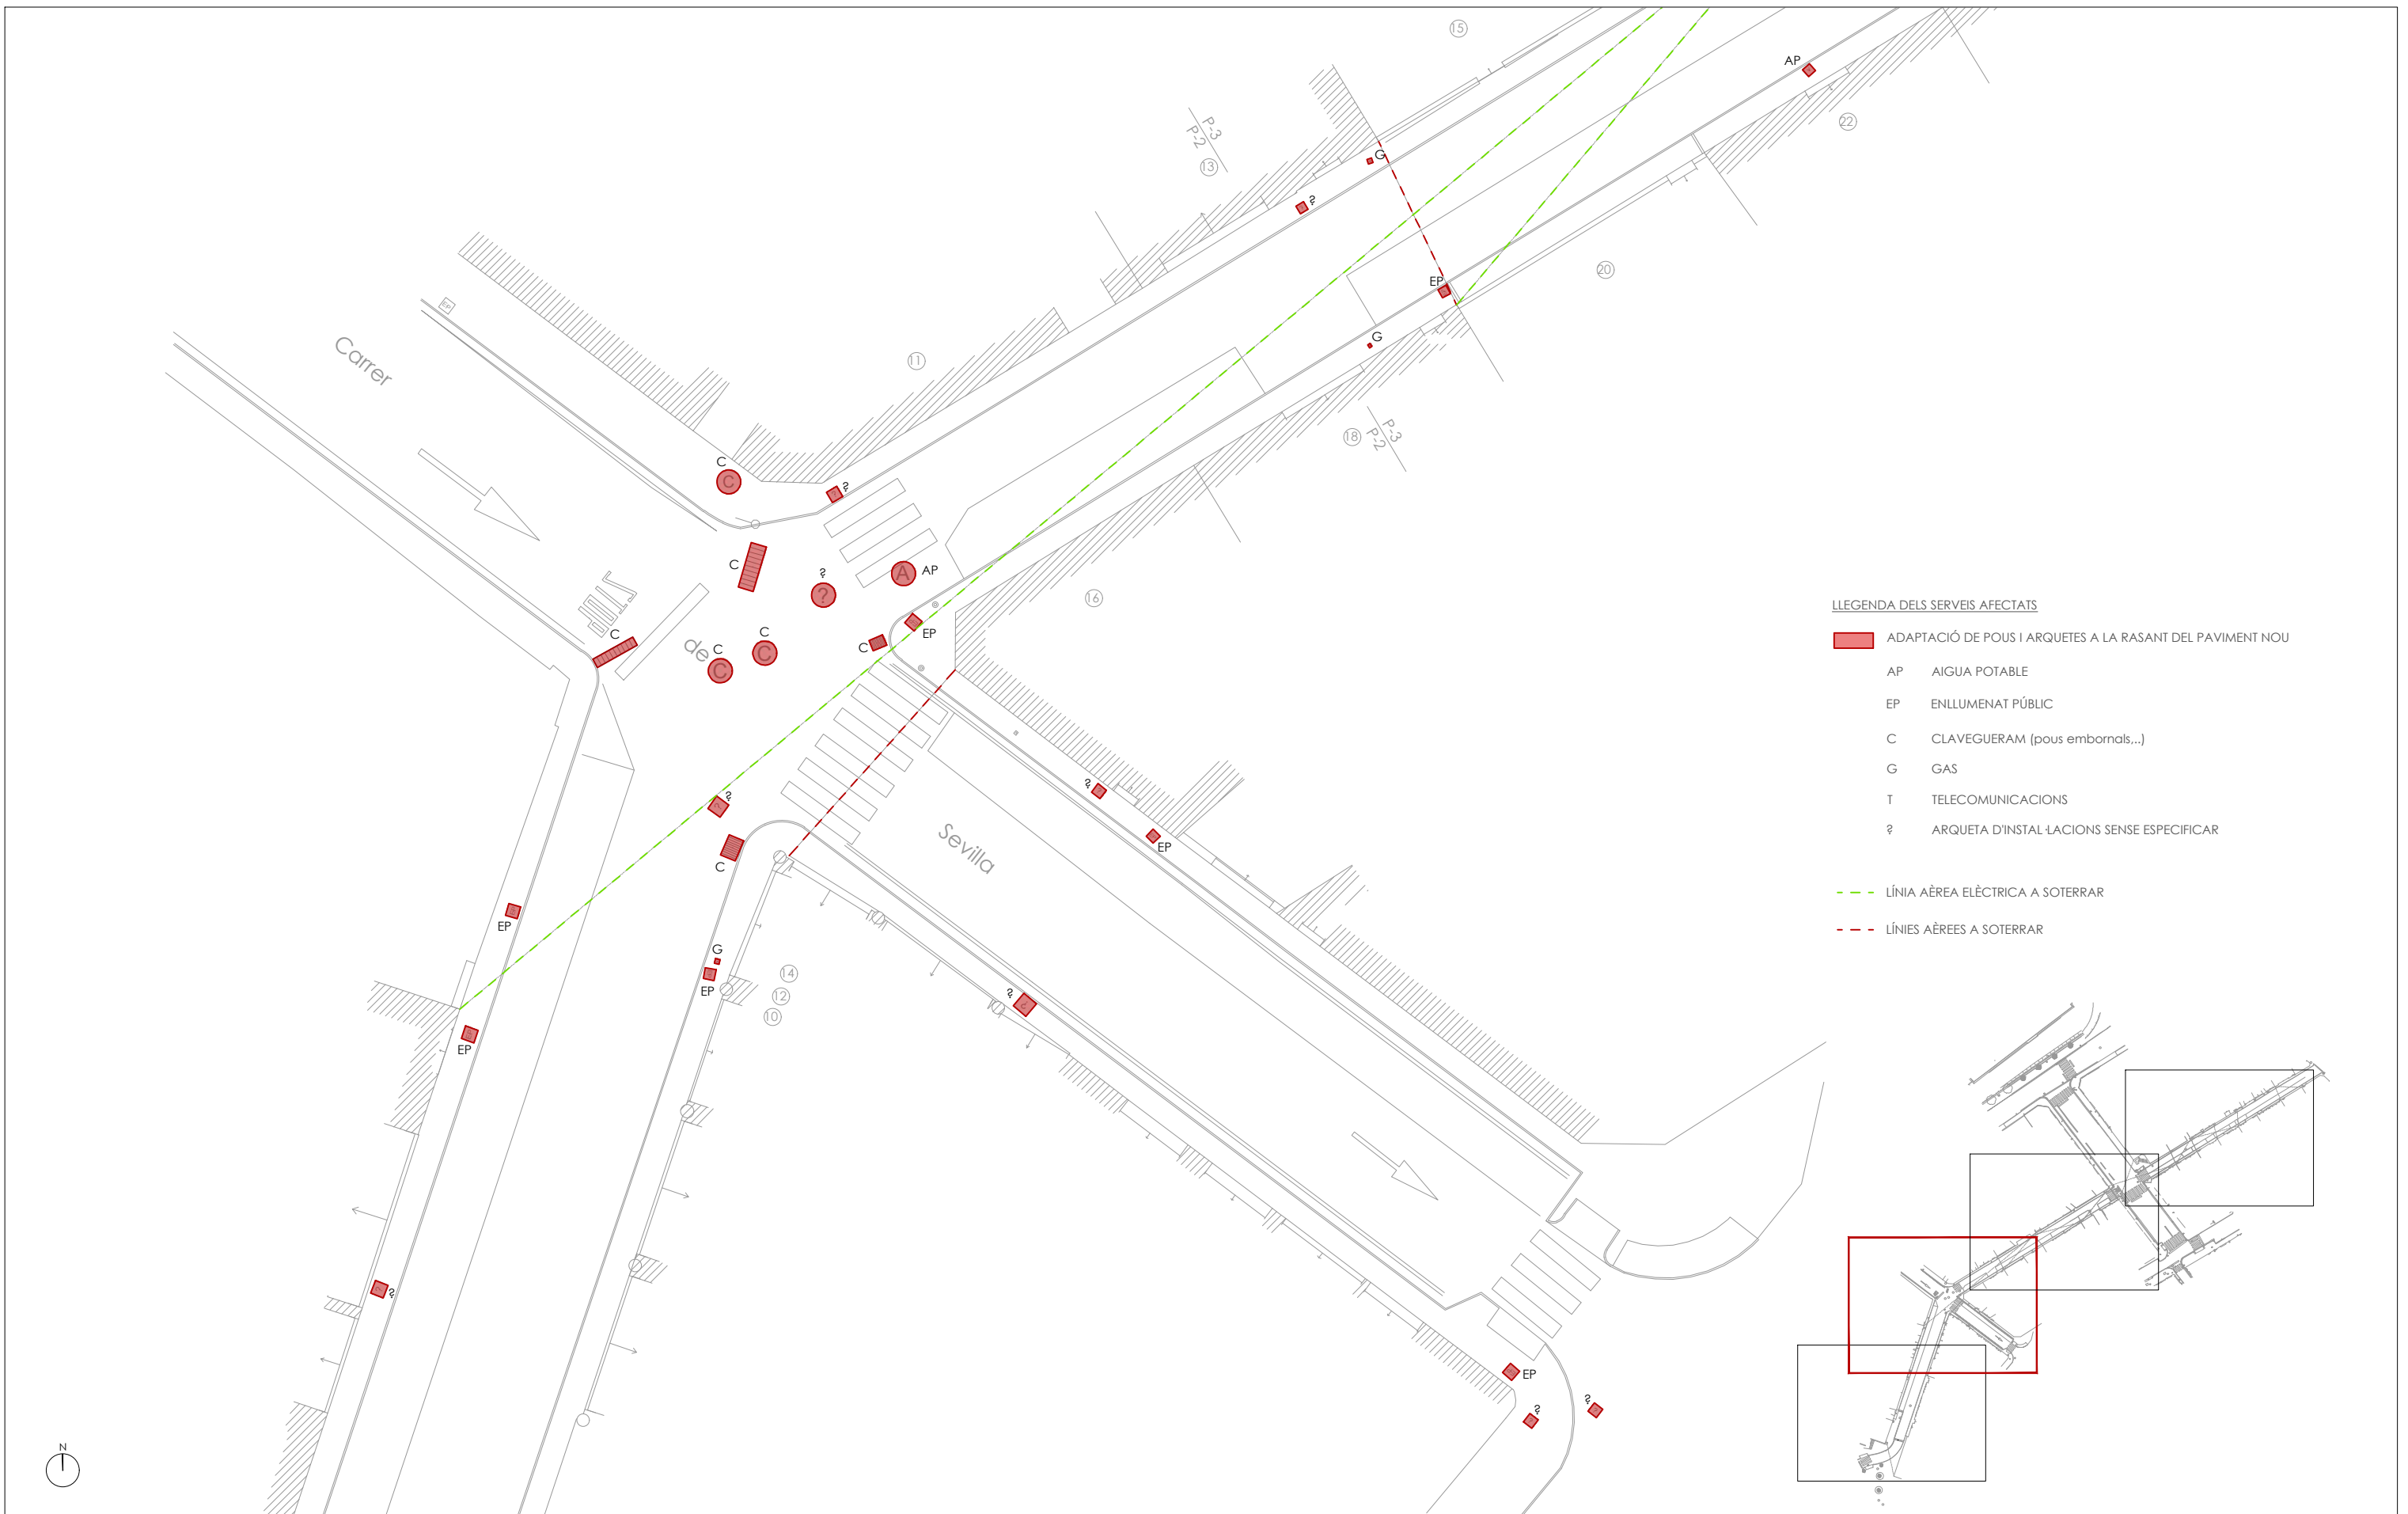 15
AP
22
P-3
P-2
13
G
?
20
EP
EP
G
Carrer
11
18
P-3
P-2
C
C
?
?
C
?
?
A
AP
16
C
EP
C
de
C
C
C
C
C
?
?
?
Sevilla
EP
C
EP
G
EP
14
12
10
?
?
EP
?
EP
?
?
N
LLEGENDA DELS SERVEIS AFECTATS
ADAPTACIÓ DE POUS I ARQUETES A LA RASANT DEL PAVIMENT NOU
AP AIGUA POTABLE
EP ENLLUMENAT PÚBLIC
C CLAVEGUERAM (pous embornals,..)
G GAS
T TELECOMUNICACIONS
? ARQUETA D'INSTAL·LACIONS SENSE ESPECIFICAR
LÍNIA AÈREA ELÈCTRICA A SOTERRAR
LÍNIES AÈREES A SOTERRAR